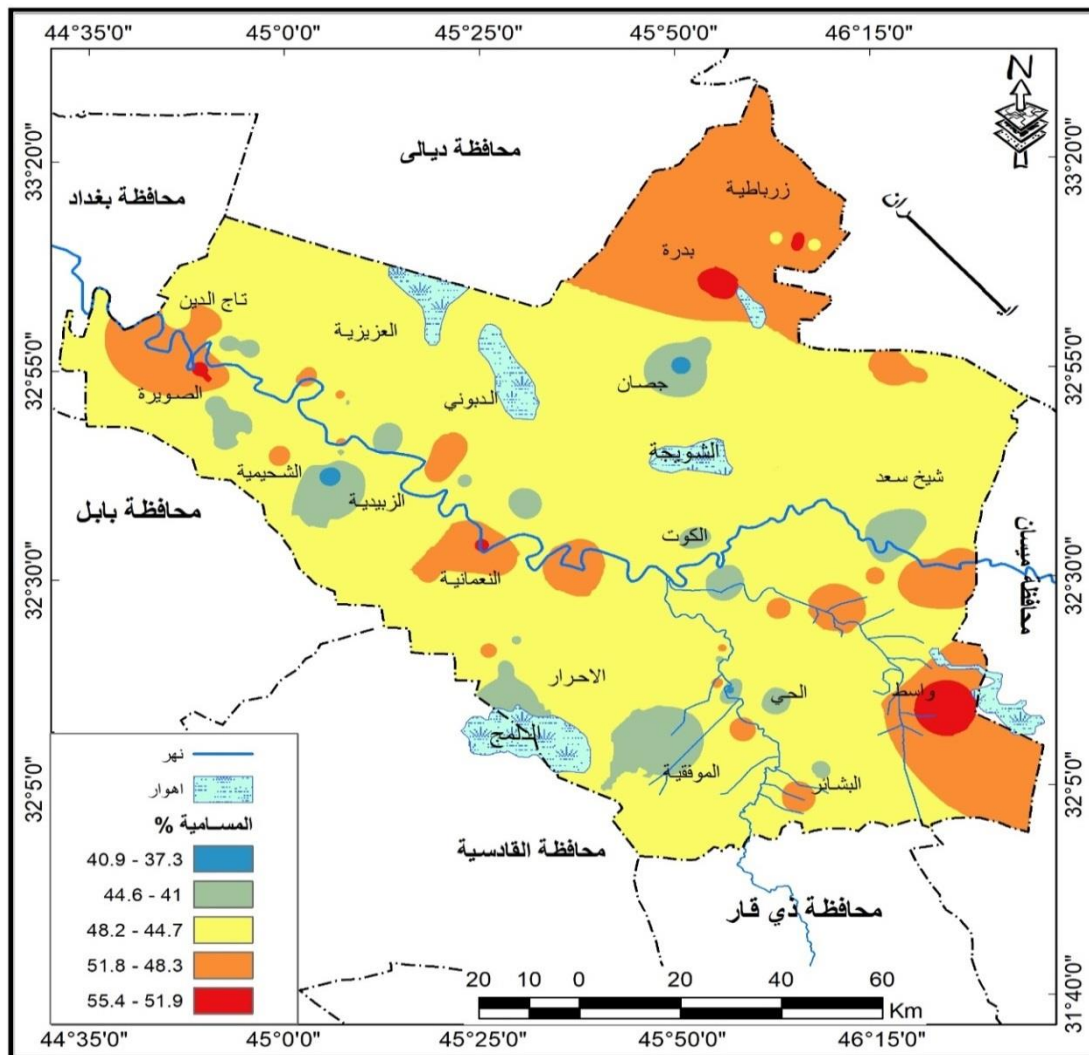 44°35'0" 45°0'0" 45°25'0" 45°50'0" 46°15'0"
N
33°20'0" 33°20'0"
محافظة ديالى
محافظة بغداد
زرباطية
بدرة
تاج الدين
العزيزية
32°55'0" 32°55'0"
جصان
الدبوني
الصويرة
الشويجة
الشحيمية
شيخ سعد
الزبيدية
محافظة بابل
الكوت
محافظة ميسان
32°30'0" 32°30'0"
النعمانية
الاحرار
الحي
واسط
الدلمج
الموفقية
البشائر
32°5'0" 32°5'0"
نهر
اهوار
المسامية %
40.9 - 37.3
44.6 - 41
48.2 - 44.7
51.8 - 48.3
55.4 - 51.9
محافظة القادسية
محافظة ذي قار
20 10 0 20 40 60
Km
31°40'0"
44°35'0" 45°0'0" 45°25'0" 45°50'0" 46°15'0"